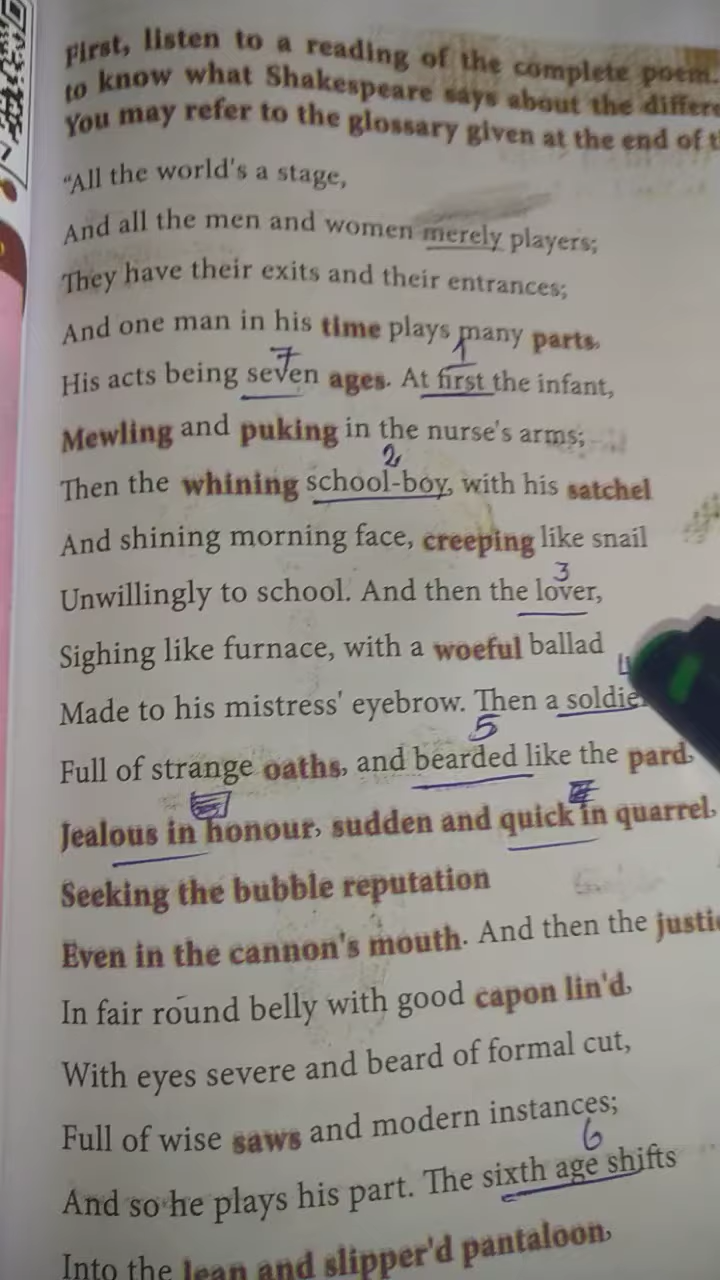 First, listen to a reading of the complete poem.
to know what Shakespeare says about the
You may refer to the glossary given at the end of
“All the world's a stage,
And all the men and women merely players;
They have their exits and their entrances;
And one man in his time plays many parts,
7 1
His acts being seven ages. At first the infant,
Mewling and puking in the nurse's arms;
2
Then the whining school-boy, with his satchel
And shining morning face, creeping like snail
3
Unwillingly to school. And then the lover,
Sighing like furnace, with a woeful ballad
4
Made to his mistress' eyebrow. Then a
5
Full of strange oaths, and bearded like the pard,
Jealous in honour, sudden and quick in quarrel,
Seeking the bubble reputation
Even in the cannon's mouth. And then the
In fair round belly with good capon lin'd,
With eyes severe and beard of formal cut,
Full of wise saws and modern instances;
6
And so he plays his part. The sixth age shifts
Into the lean and slipper'd pantaloon,